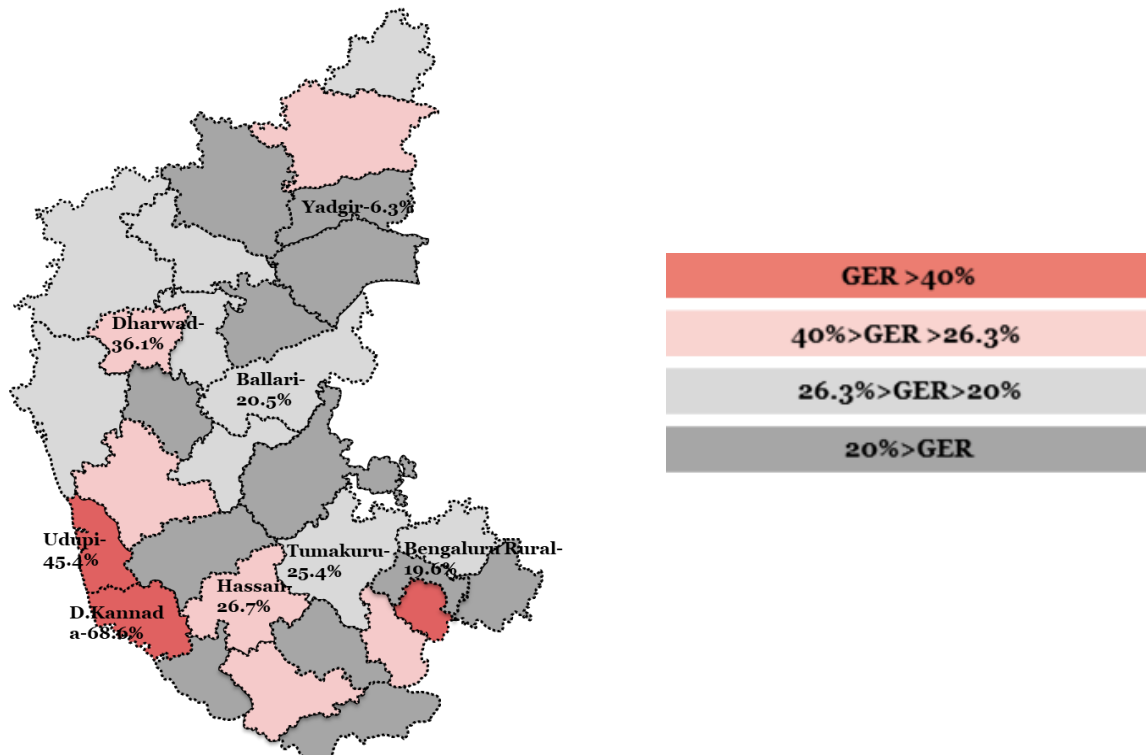 Yadgir-6.3%
Dharwad-
36.1%
Ballari-
20.5%
Udupi-
45.4%
Tumakuru-
25.4%
Bengaluru Rural-
19.6%
Hassan-
26.7%
D.Kannad
a-68.6%
GER >40%
40%>GER >26.3%
26.3%>GER>20%
20%>GER